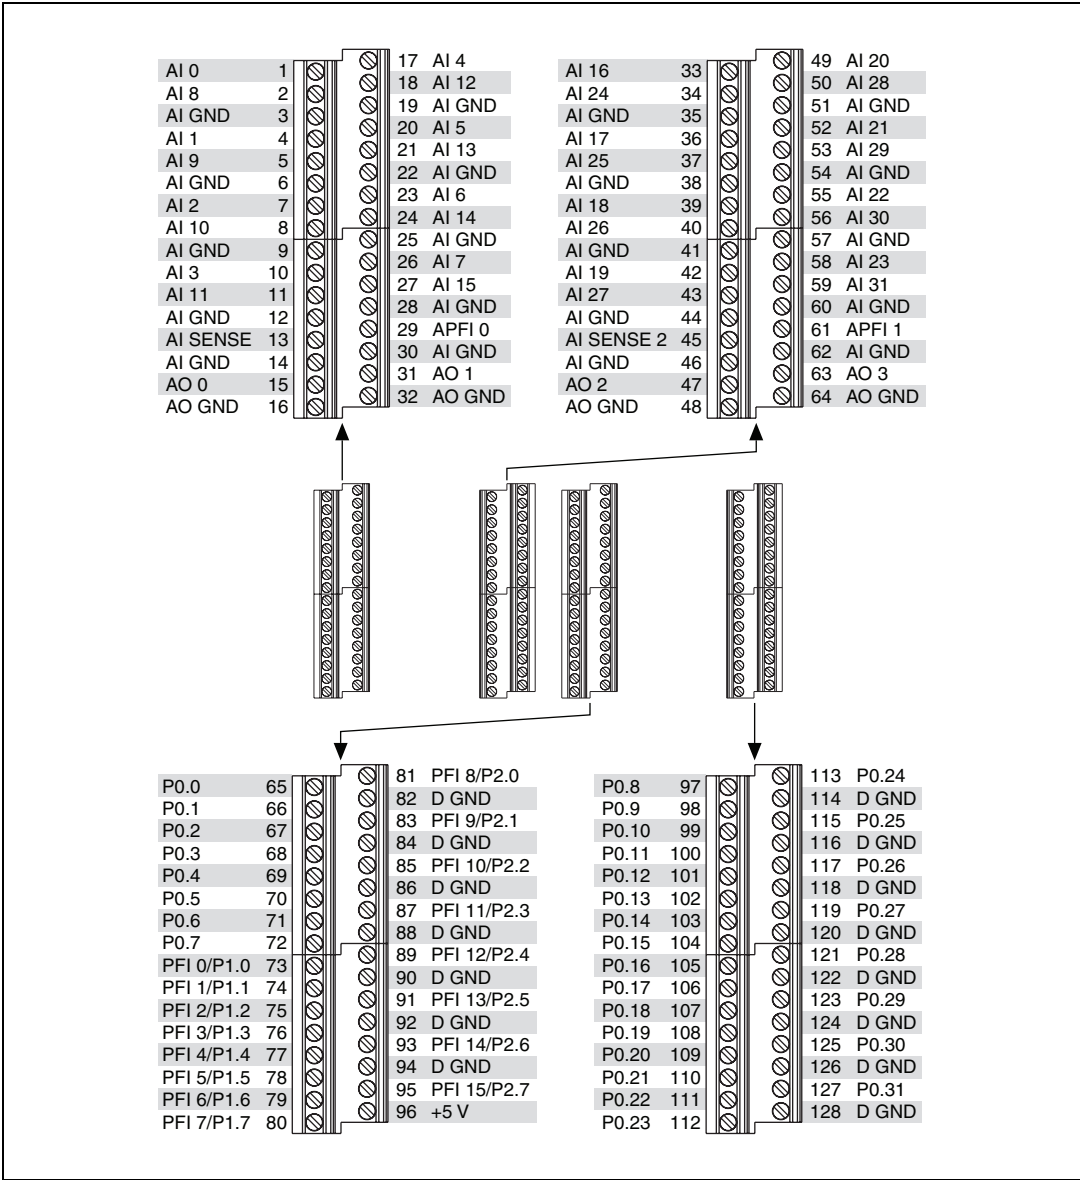 AI 0 1
AI 8 2
AI GND 3
AI 1 4
AI 9 5
AI GND 6
AI 2 7
AI 10 8
AI GND 9
AI 3 10
AI 11 11
AI GND 12
AI SENSE 13
AI GND 14
AO 0 15
AO GND 16
17 AI 4
18 AI 12
19 AI GND
20 AI 5
21 AI 13
22 AI GND
23 AI 6
24 AI 14
25 AI GND
26 AI 7
27 AI 15
28 AI GND
29 APFI 0
30 AI GND
31 AO 1
32 AO GND
AI 16 33
AI 24 34
AI GND 35
AI 17 36
AI 25 37
AI GND 38
AI 18 39
AI 26 40
AI GND 41
AI 19 42
AI 27 43
AI GND 44
AI SENSE 2 45
AI GND 46
AO 2 47
AO GND 48
49 AI 20
50 AI 28
51 AI GND
52 AI 21
53 AI 29
54 AI GND
55 AI 22
56 AI 30
57 AI GND
58 AI 23
59 AI 31
60 AI GND
61 APFI 1
62 AI GND
63 AO 3
64 AO GND
P0.0 65
P0.1 66
P0.2 67
P0.3 68
P0.4 69
P0.5 70
P0.6 71
P0.7 72
PFI 0/P1.0 73
PFI 1/P1.1 74
PFI 2/P1.2 75
PFI 3/P1.3 76
PFI 4/P1.4 77
PFI 5/P1.5 78
PFI 6/P1.6 79
PFI 7/P1.7 80
81 PFI 8/P2.0
82 D GND
83 PFI 9/P2.1
84 D GND
85 PFI 10/P2.2
86 D GND
87 PFI 11/P2.3
88 D GND
89 PFI 12/P2.4
90 D GND
91 PFI 13/P2.5
92 D GND
93 PFI 14/P2.6
94 D GND
95 PFI 15/P2.7
96 +5 V
P0.8 97
P0.9 98
P0.10 99
P0.11 100
P0.12 101
P0.13 102
P0.14 103
P0.15 104
P0.16 105
P0.17 106
P0.18 107
P0.19 108
P0.20 109
P0.21 110
P0.22 111
P0.23 112
113 P0.24
114 D GND
115 P0.25
116 D GND
117 P0.26
118 D GND
119 P0.27
120 D GND
121 P0.28
122 D GND
123 P0.29
124 D GND
125 P0.30
126 D GND
127 P0.31
128 D GND